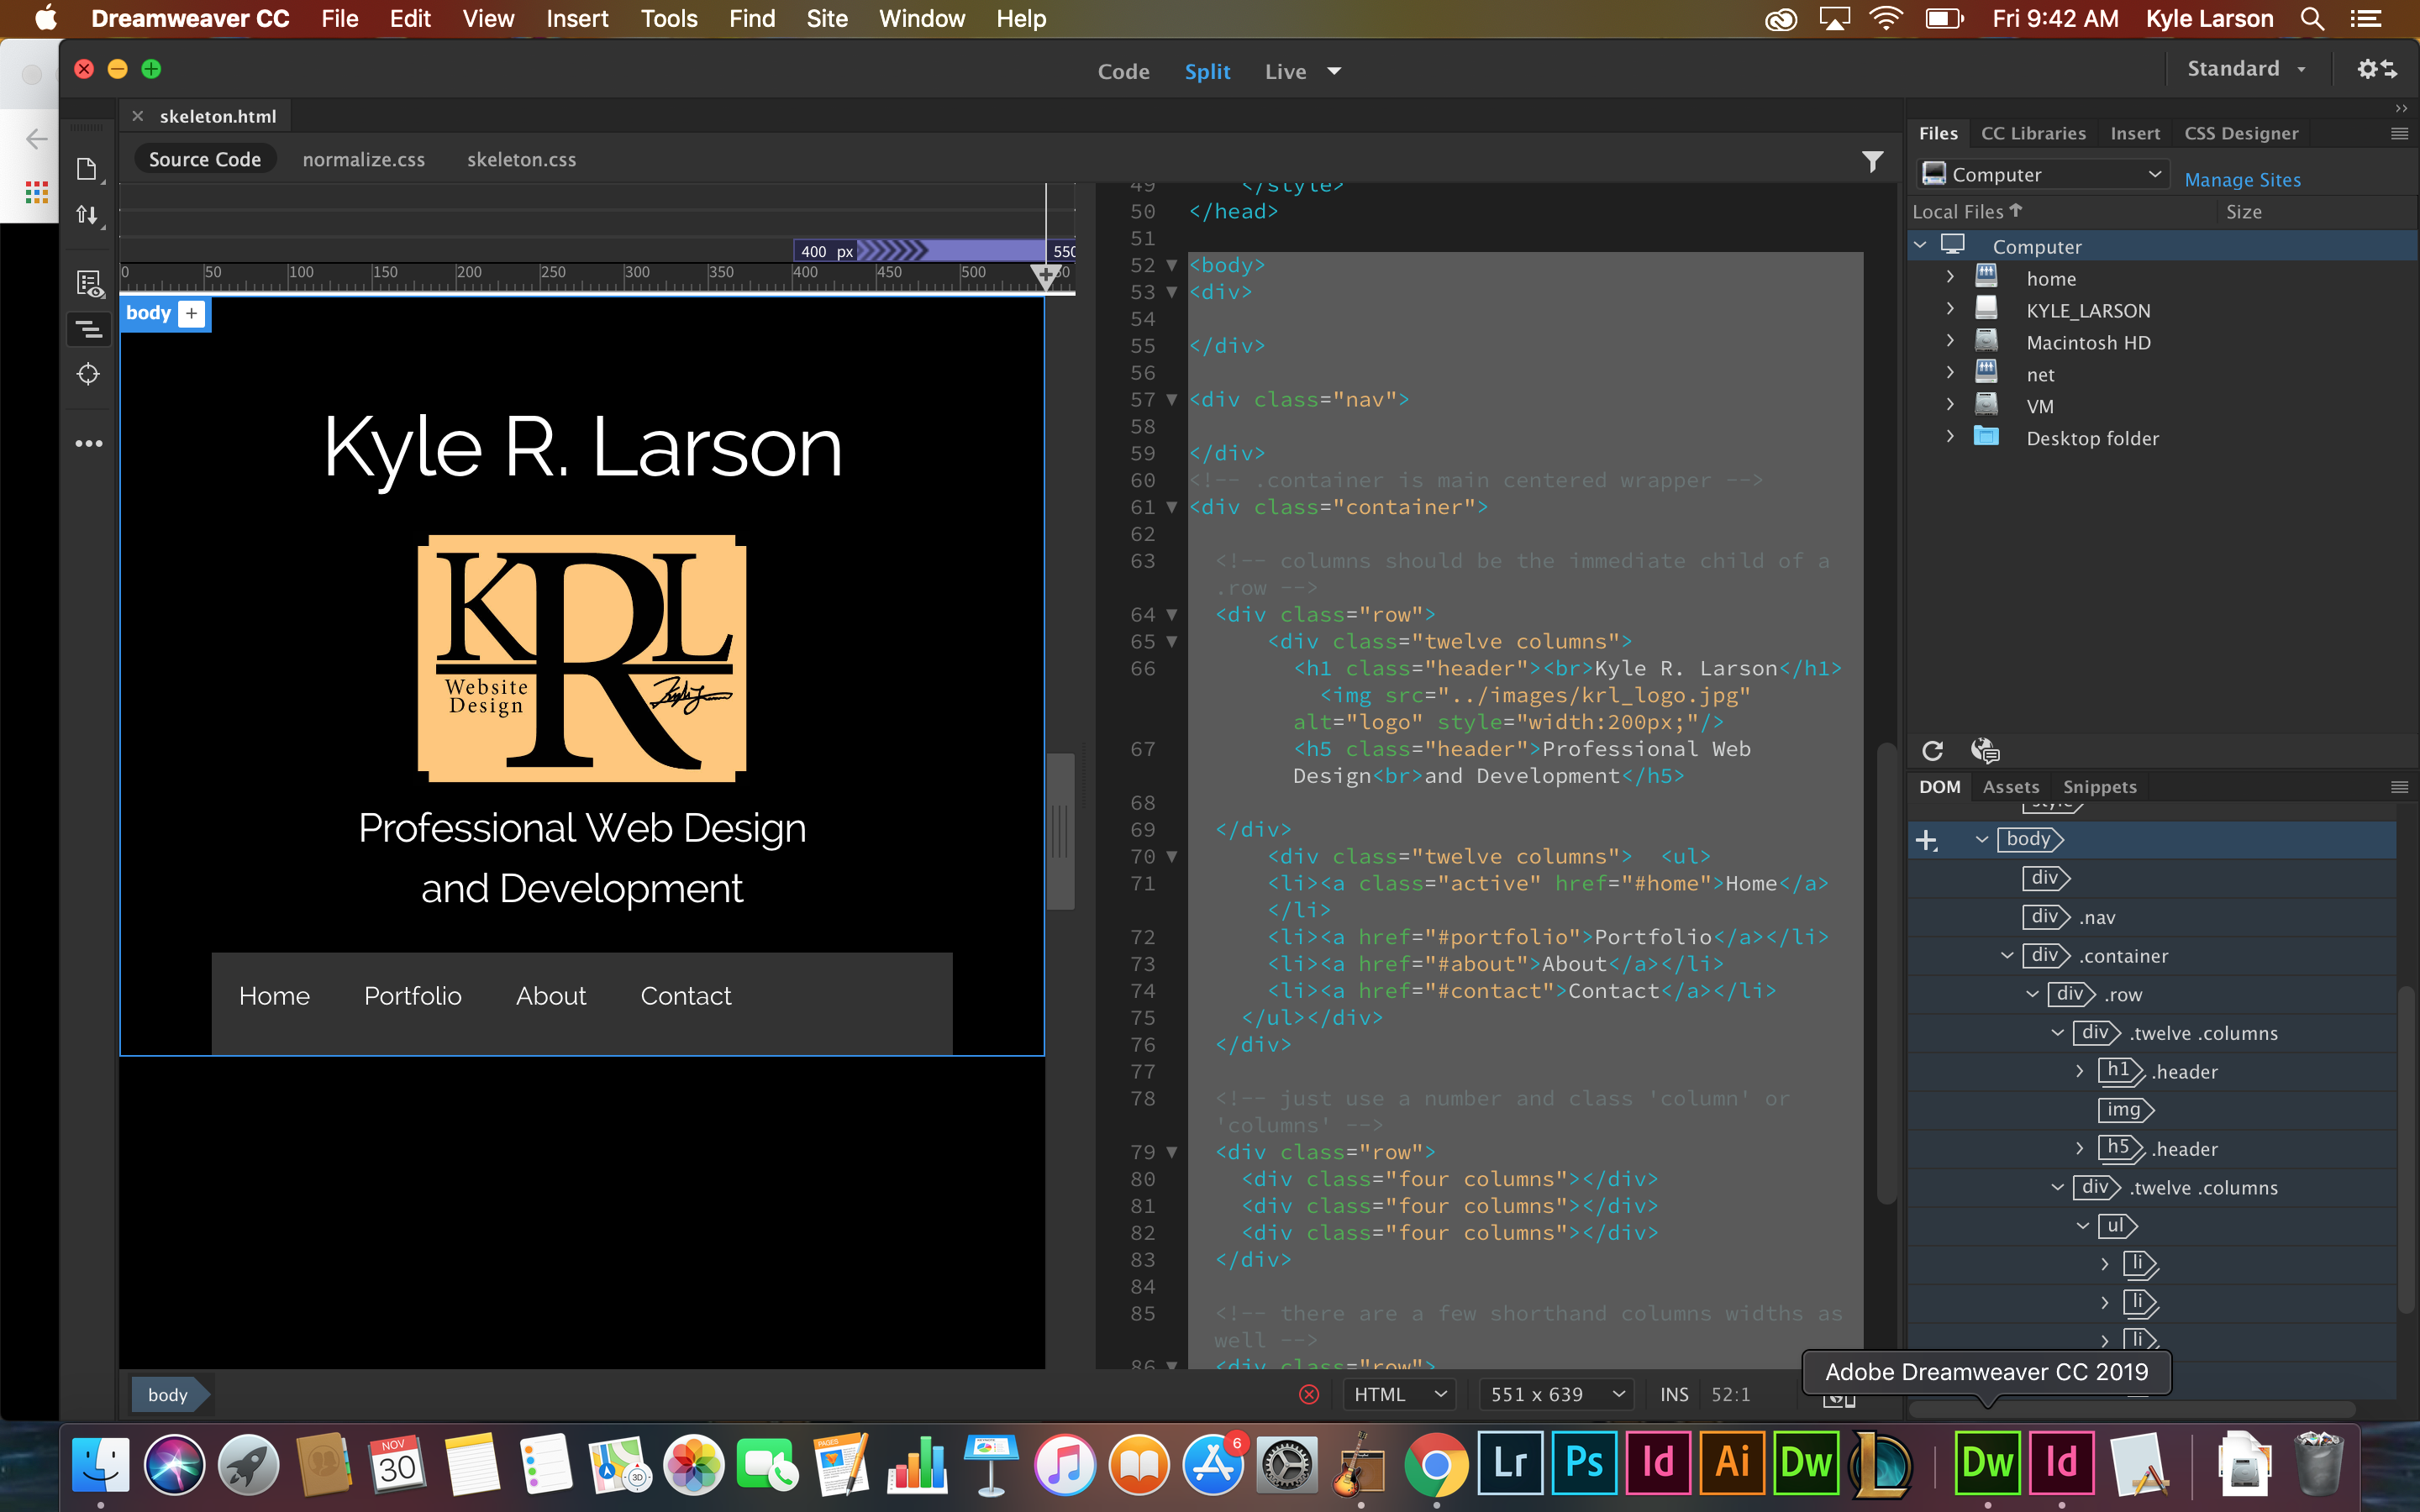 Dreamweaver CC File Edit View Insert Tools Find Site Window Help Fri 9:42 AM Kyle Larson
Code Split Live Standard
skeleton.html
Source Code normalize.css skeleton.css
400 px 550
0 50 100 150 200 250 300 350 400 450 500
body +
Kyle R. Larson
KRL
Website
Design
Professional Web Design
and Development
Home Portfolio About Contact
49 </style>
50 </head>
51
52 <body>
53 <div>
54
55 </div>
56
57 <div class="nav">
58
59 </div>
60 <!-- .container is main centered wrapper -->
61 <div class="container">
62
63 <!-- columns should be the immediate child of a
.row -->
64 <div class="row">
65 <div class="twelve columns">
66 <h1 class="header"><br>Kyle R. Larson</h1>
<img src="../images/krl_logo.jpg"
alt="logo" style="width:200px;"/>
67 <h5 class="header">Professional Web
Design<br>and Development</h5>
68
69 </div>
70 <div class="twelve columns"> <ul>
71 <li><a class="active" href="#home">Home</a>
</li>
72 <li><a href="#portfolio">Portfolio</a></li>
73 <li><a href="#about">About</a></li>
74 <li><a href="#contact">Contact</a></li>
75 </ul></div>
76 </div>
77
78 <!-- just use a number and class 'column' or
'columns' -->
79 <div class="row">
80 <div class="four columns"></div>
81 <div class="four columns"></div>
82 <div class="four columns"></div>
83 </div>
84
85 <!-- there are a few shorthand columns widths as
well -->
86 <div class="row">
Files CC Libraries Insert CSS Designer
Computer Manage Sites
Local Files Size
Computer
home
KYLE_LARSON
Macintosh HD
net
VM
Desktop folder
DOM Assets Snippets
style
body
div
div .nav
div .container
div .row
div .twelve .columns
h1 .header
img
h5 .header
div .twelve .columns
ul
li
li
li
Adobe Dreamweaver CC 2019
body HTML 551 x 639 INS 52:1
NOV
30
PAGES
3D
6
Lr Ps Id Ai Dw L Dw Id